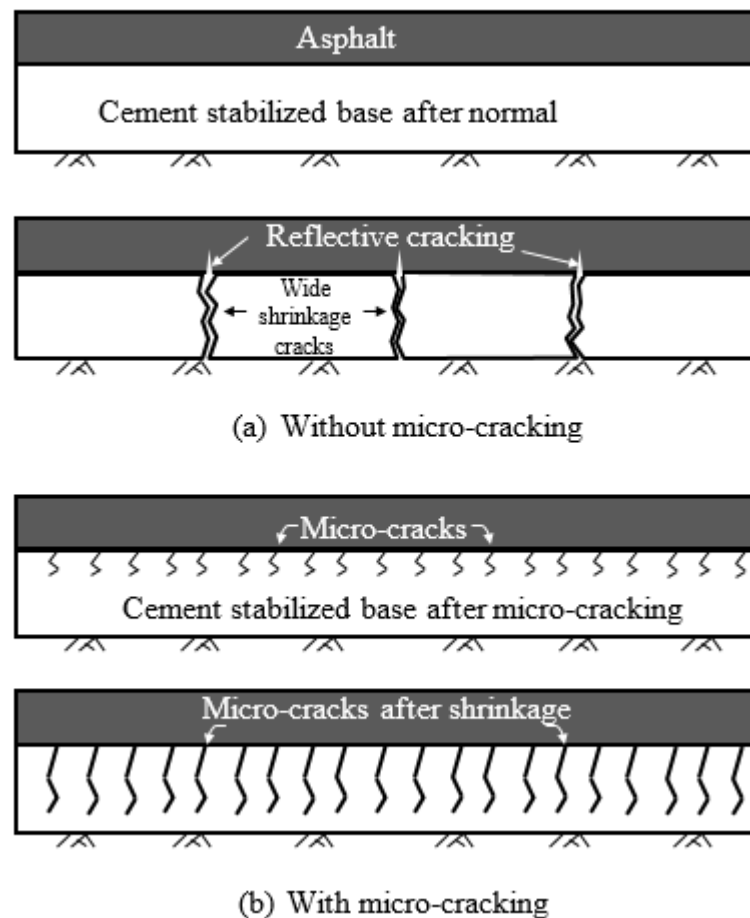 Asphalt
Cement stabilized base after normal
Reflective cracking
Wide
shrinkage
cracks
(a) Without micro-cracking
Micro-cracks
Cement stabilized base after micro-cracking
Micro-cracks after shrinkage
(b) With micro-cracking